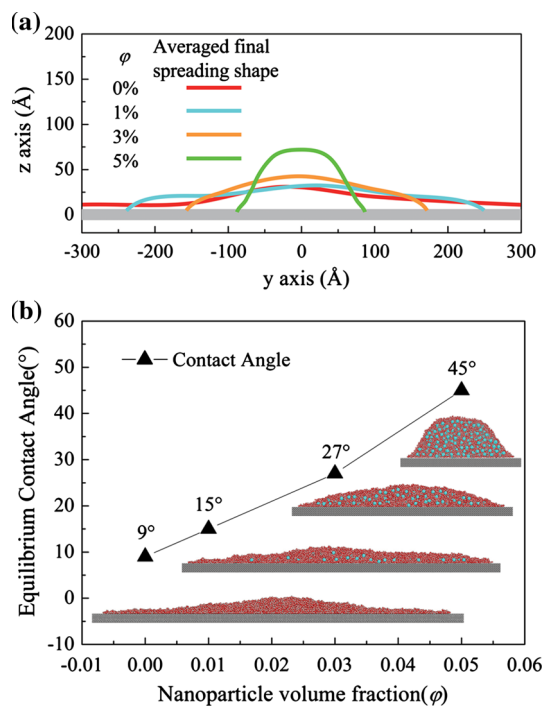 (a)
200
150
100
50
0
z axis (Å)
φ Averaged final
spreading shape
0%
1%
3%
5%
-300 -200 -100 0 100 200 300
y axis (Å)
(b)
60
50
40
30
20
10
0
-10
Equilibrium Contact Angle(°)
Contact Angle
45°
27°
15°
9°
-0.01 0.00 0.01 0.02 0.03 0.04 0.05 0.06
Nanoparticle volume fraction(φ)